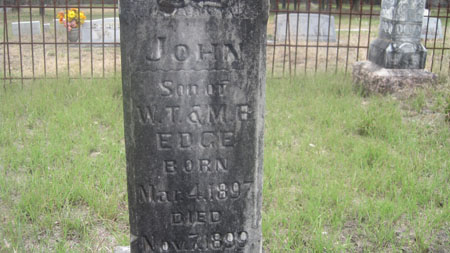 JOHN
Son of
W.T. & M.E.
EDGE
BORN
Mar. 4, 1897
DIED
Nov. 7, 1899